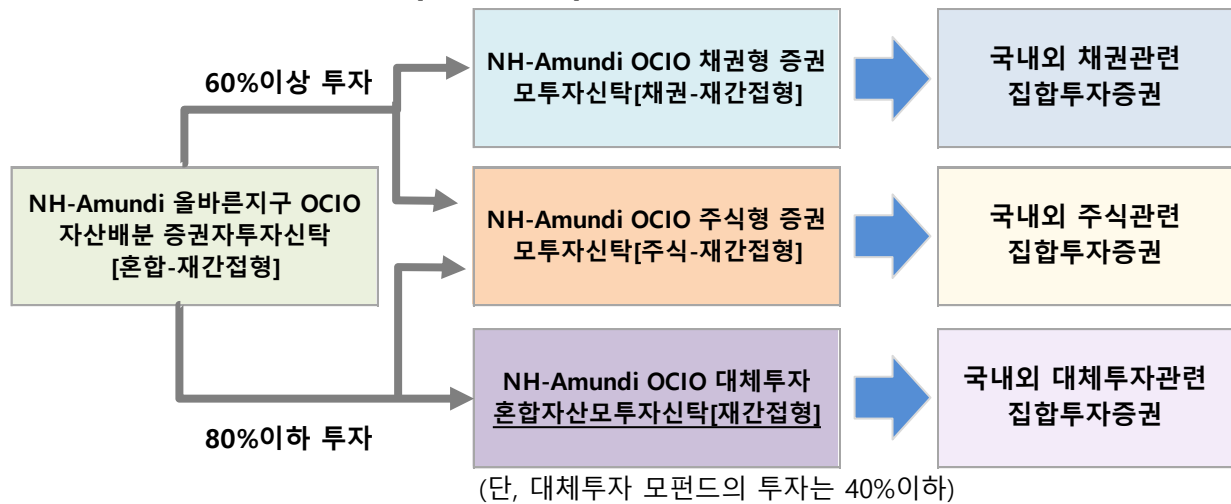 60%이상 투자
NH-Amundi OCIO 채권형 증권
모투자신탁[채권-재간접형]
국내외 채권관련
집합투자증권
NH-Amundi 올바른지구 OCIO
자산배분 증권자투자신탁
[혼합-재간접형]
NH-Amundi OCIO 주식형 증권
모투자신탁[주식-재간접형]
국내외 주식관련
집합투자증권
NH-Amundi OCIO 대체투자
혼합자산모투자신탁[재간접형]
국내외 대체투자관련
집합투자증권
80%이하 투자
(단, 대체투자 모펀드의 투자는 40%이하)